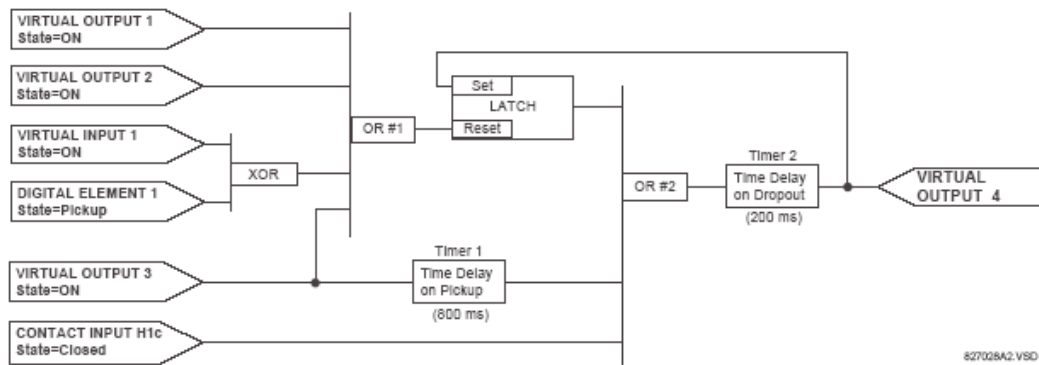 VIRTUAL OUTPUT 1
State=ON
VIRTUAL OUTPUT 2
State=ON
VIRTUAL INPUT 1
State=ON
DIGITAL ELEMENT 1
State=Pickup
VIRTUAL OUTPUT 3
State=ON
CONTACT INPUT H1c
State=Closed
XOR
OR #1
Set
LATCH
Reset
Timer 1
Time Delay
on Pickup
(800 ms)
OR #2
Timer 2
Time Delay
on Dropout
(200 ms)
VIRTUAL
OUTPUT 4
827026A2.VSD